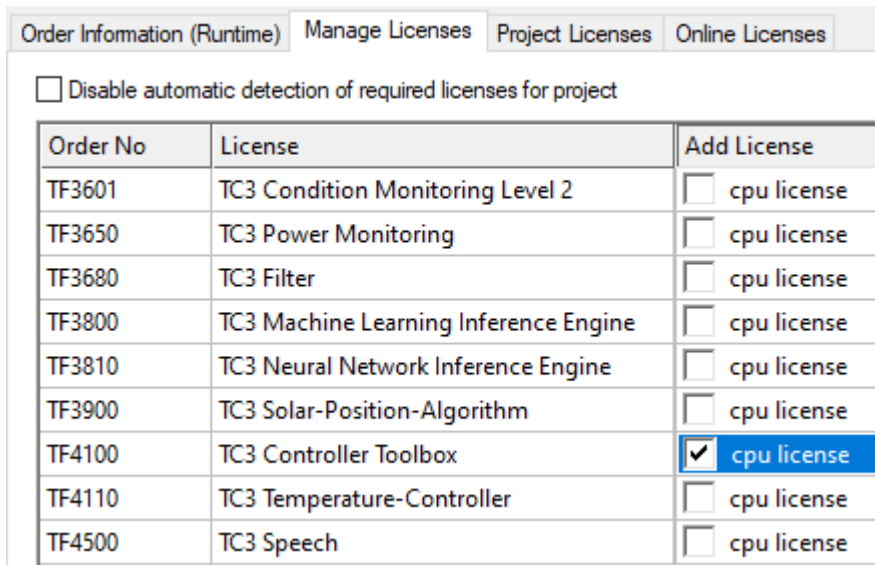 Order Information (Runtime) Manage Licenses Project Licenses Online Licenses
Disable automatic detection of required licenses for project
Order No License Add License
TF3601 TC3 Condition Monitoring Level 2 cpu license
TF3650 TC3 Power Monitoring cpu license
TF3680 TC3 Filter cpu license
TF3800 TC3 Machine Learning Inference Engine cpu license
TF3810 TC3 Neural Network Inference Engine cpu license
TF3900 TC3 Solar-Position-Algorithm cpu license
TF4100 TC3 Controller Toolbox cpu license
TF4110 TC3 Temperature-Controller cpu license
TF4500 TC3 Speech cpu license